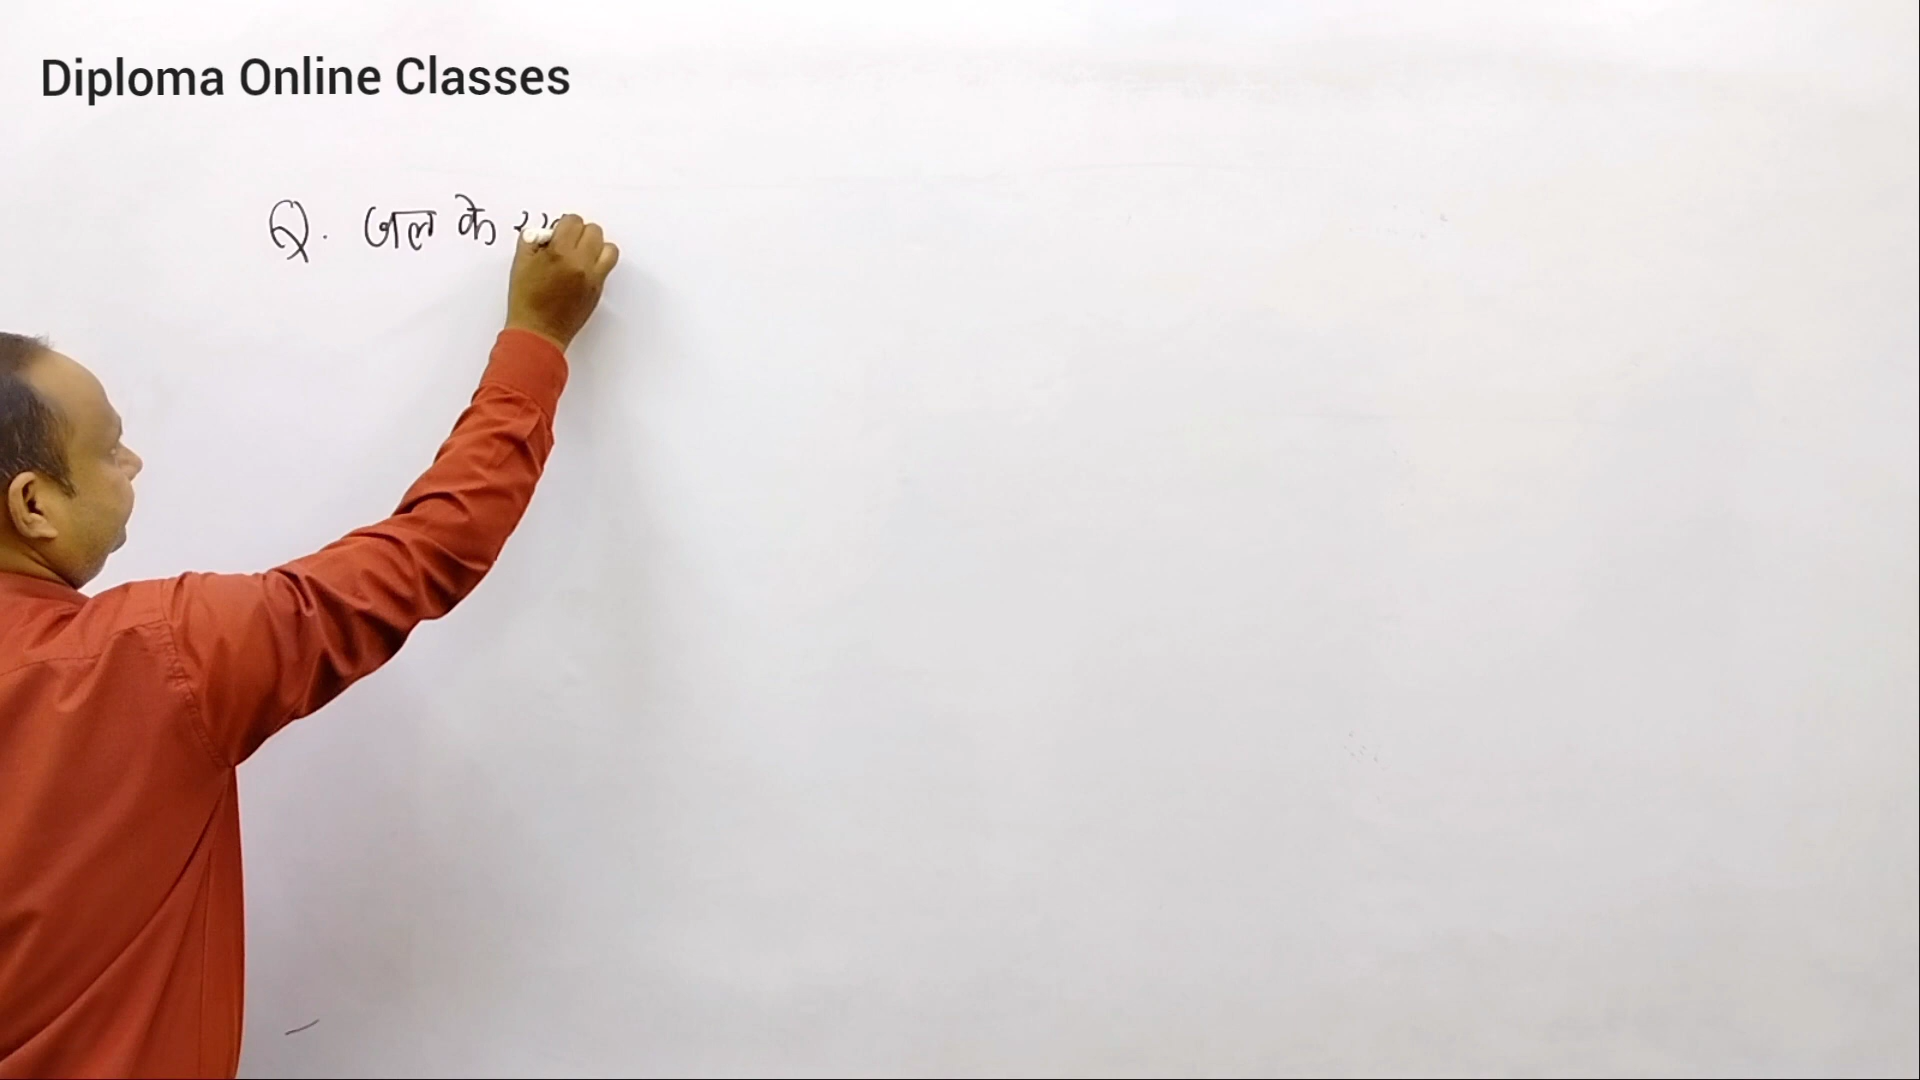 Diploma Online Classes
Q. जल के